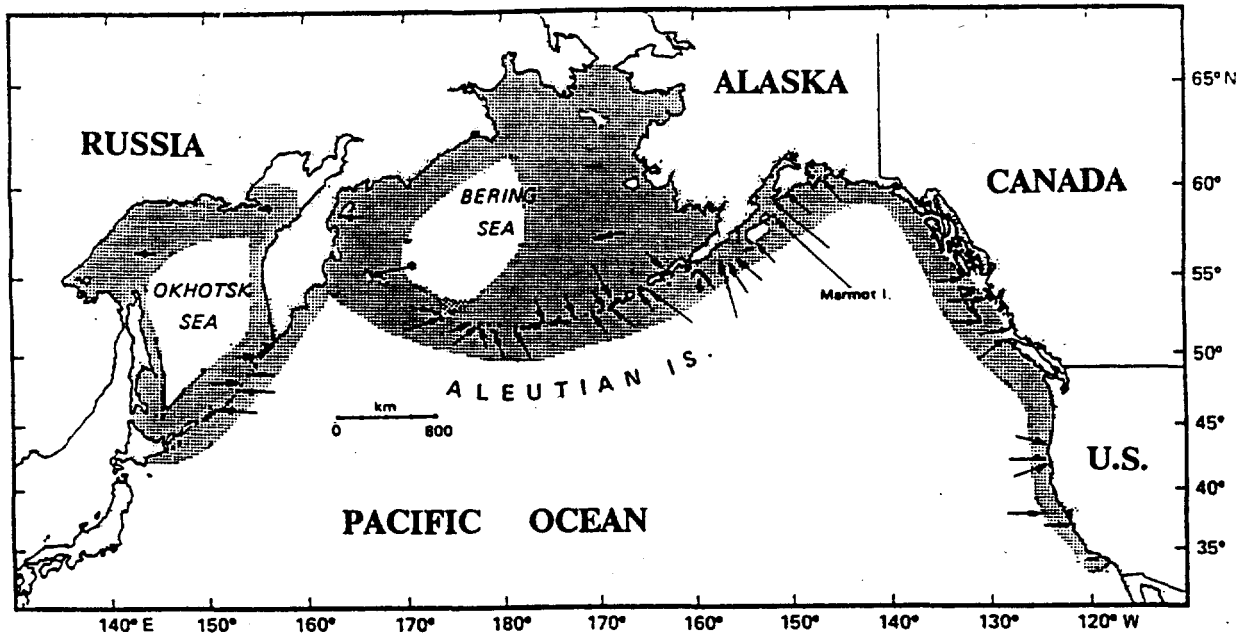 ALASKA
65° N
RUSSIA
CANADA
60°
BERING
SEA
55°
OKHOTSK
SEA
Marmot I.
50°
ALEUTIAN IS.
km
0 800
45°
U.S.
40°
PACIFIC OCEAN
35°
140° E 150° 160° 170° 180° 170° 160° 150° 140° 130° 120° W